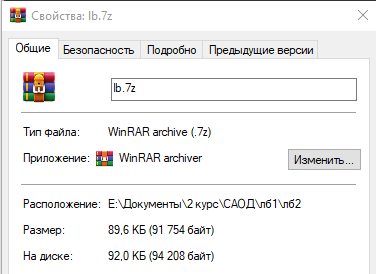 Свойства: lb.7z
Общие Безопасность Подробно Предыдущие версии
lb.7z
Тип файла: WinRAR archive (.7z)
Приложение: WinRAR archiver Изменить...
Расположение: E:\Документы\2 курс\САОД\лб1\лб2
Размер: 89,6 КБ (91 754 байт)
На диске: 92,0 КБ (94 208 байт)